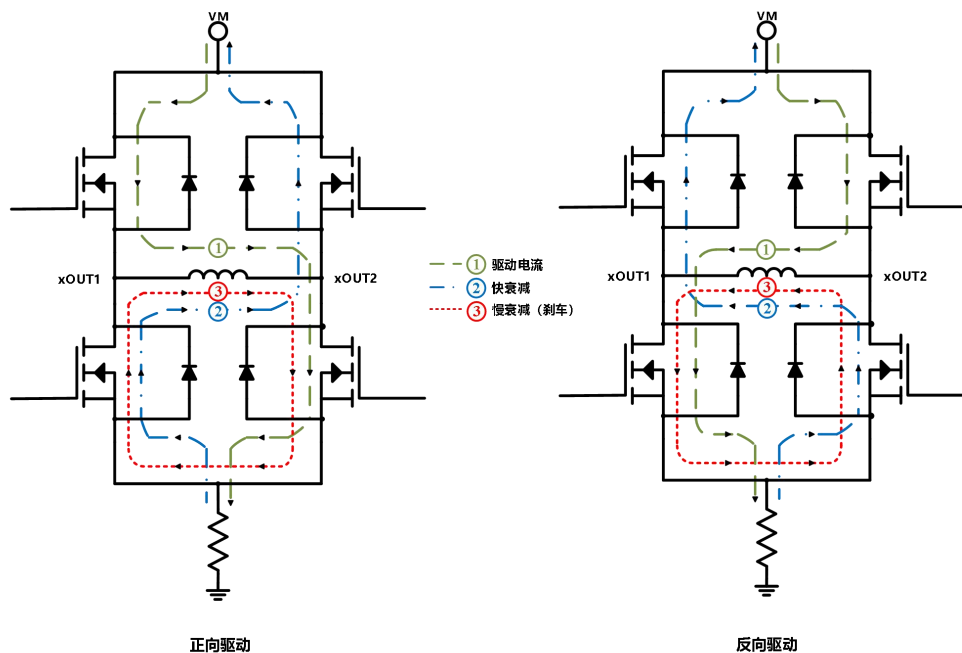 VM
VM
①
①
xOUT1
xOUT2
xOUT1
xOUT2
① 驱动电流
② 快衰减
③ 慢衰减（刹车）
③
②
③
②
正向驱动
反向驱动